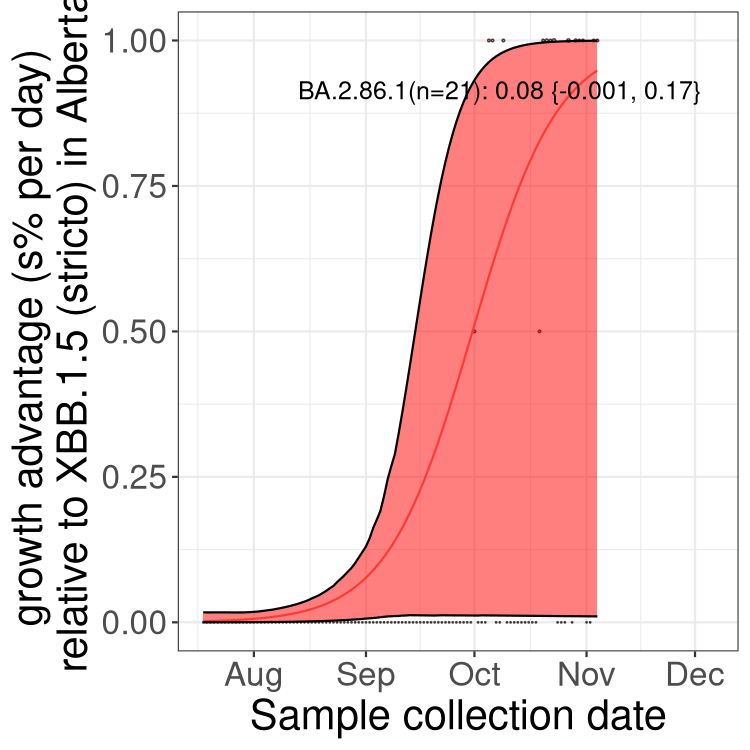 growth advantage (s% per day)
relative to XBB.1.5 (stricto) in Alberta
1.00
0.75
0.50
0.25
0.00
BA.2.86.1(n=21): 0.08 {-0.001, 0.17}
Aug Sep Oct Nov Dec
Sample collection date